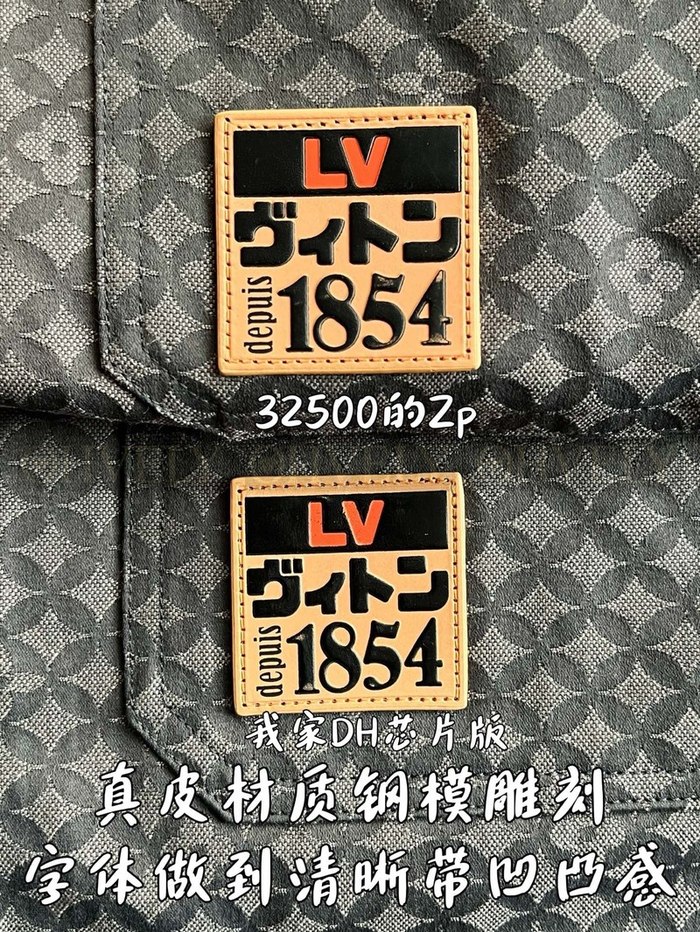 LV
ヴィトン
depuis
1854
32500的Zp
LV
ヴィトン
depuis
1854
我家DH芯片版
真皮材质钢模雕刻
字体做到清晰带凹凸感